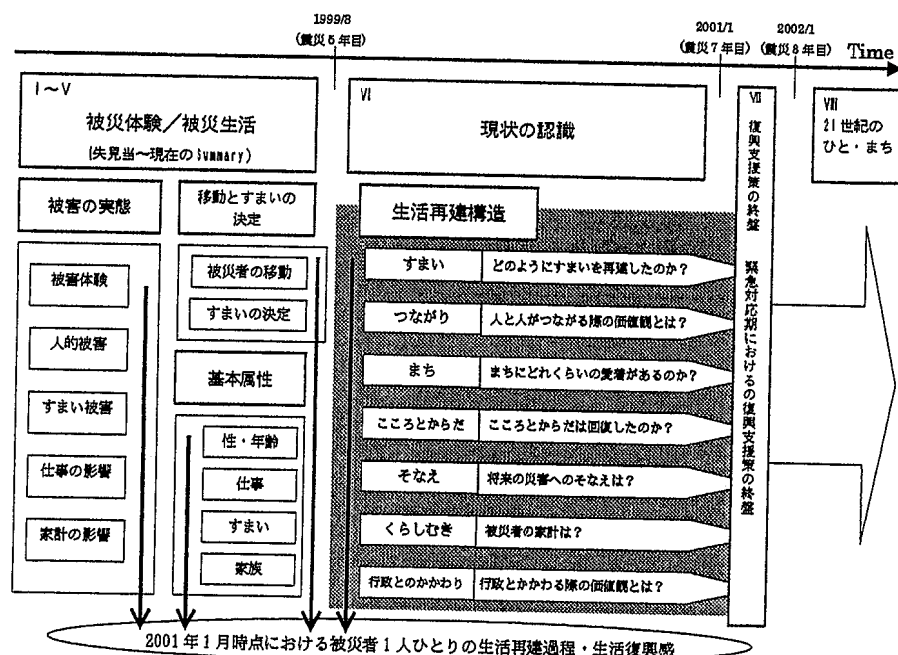 1999/8
(震災5年目)
2001/1
(震災7年目)
2002/1
(震災8年目)
Time
I～V
被災体験／被災生活
(失見当～現在のSummary)
VI
現状の認識
VII 復興支援策の終盤 緊急対応期における復興支援策の終盤
VIII
21世紀の
ひと・まち
被害の実態
被害体験
人的被害
すまい被害
仕事の影響
家計の影響
移動とすまいの
決定
被災者の移動
すまいの決定
基本属性
性・年齢
仕事
すまい
家族
生活再建構造
すまい どのようにすまいを再建したのか？
つながり 人と人がつながる際の価値観とは？
まち まちにどれくらいの愛着があるのか？
こころとからだ こころとからだは回復したのか？
そなえ 将来の災害へのそなえは？
くらしむき 被災者の家計は？
行政とのかかわり 行政とかかわる際の価値観とは？
2001年1月時点における被災者1人ひとりの生活再建過程・生活復興感